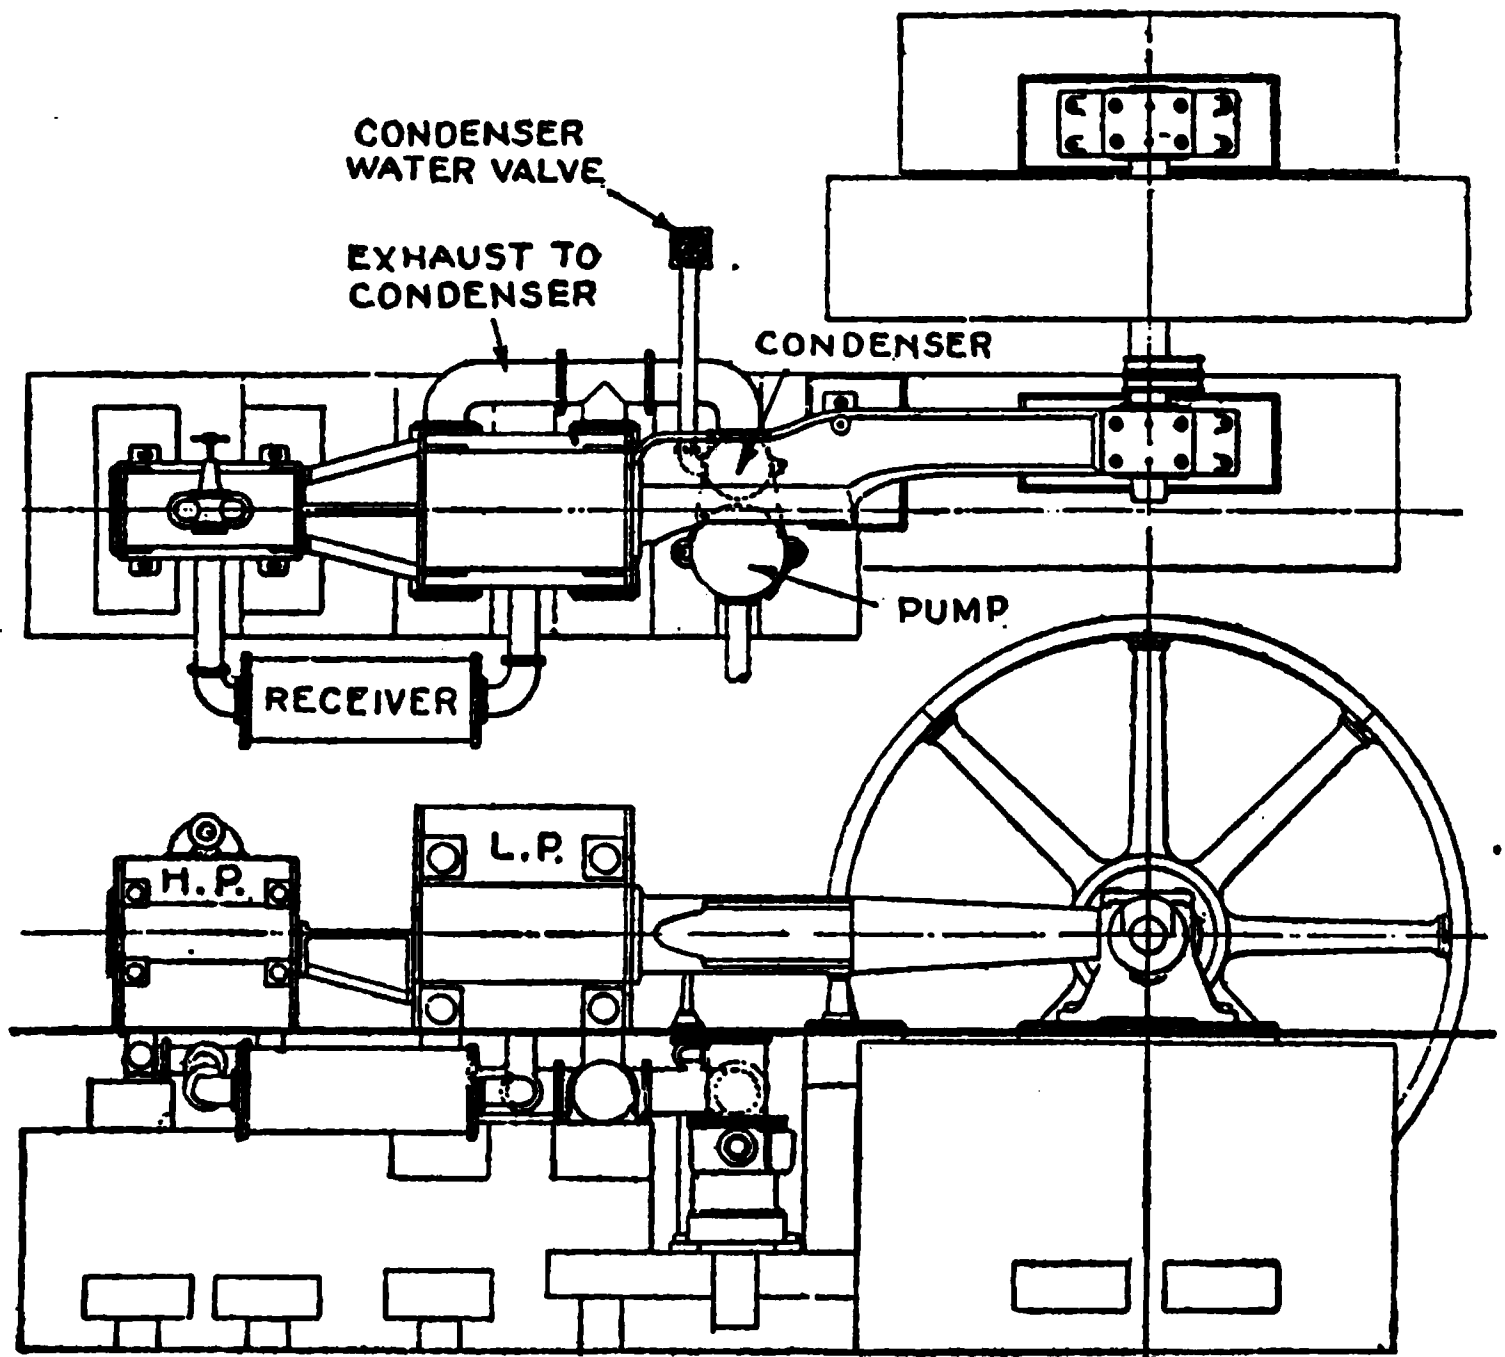 CONDENSER
WATER VALVE
EXHAUST TO
CONDENSER
CONDENSER
PUMP
RECEIVER
L.P.
H.P.